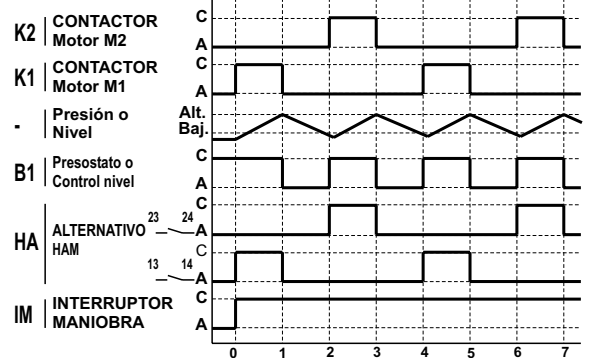 K2 CONTACTOR C
Motor M2 A
K1 CONTACTOR C
Motor M1 A
- Presión o Alt.
Nivel Baj.
B1 Presostato o C
Control nivel A
C
23 24
HA ALTERNATIVO A
HAM C
13 14
A
IM INTERRUPTOR C
MANIOBRA A
0 1 2 3 4 5 6 7